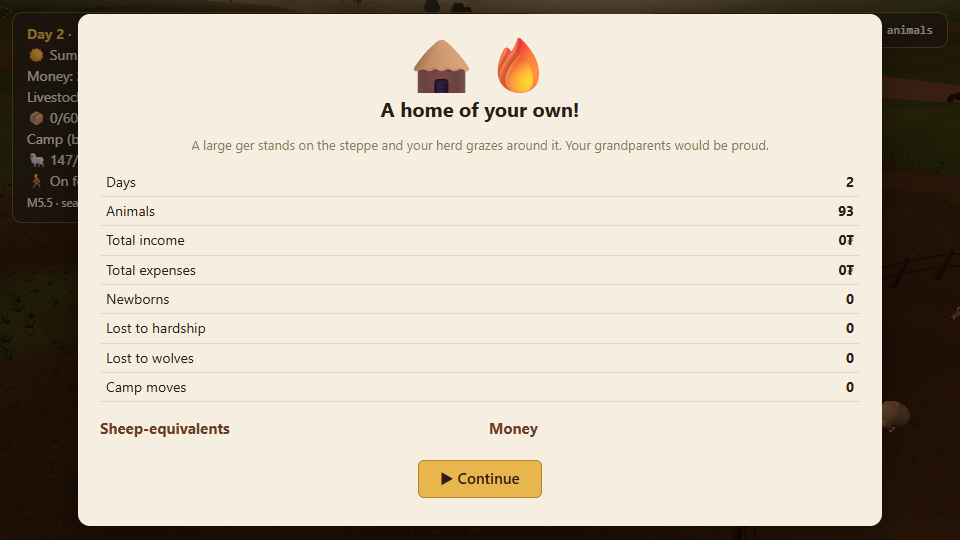 Day 2 ·
Sum
Money:
Livestock
0/60
Camp (b
147/
On f
M5.5 · sea
animals
A home of your own!
A large ger stands on the steppe and your herd grazes around it. Your grandparents would be proud.
Days 2
Animals 93
Total income 0₮
Total expenses 0₮
Newborns 0
Lost to hardship 0
Lost to wolves 0
Camp moves 0
Sheep-equivalents Money
▶ Continue